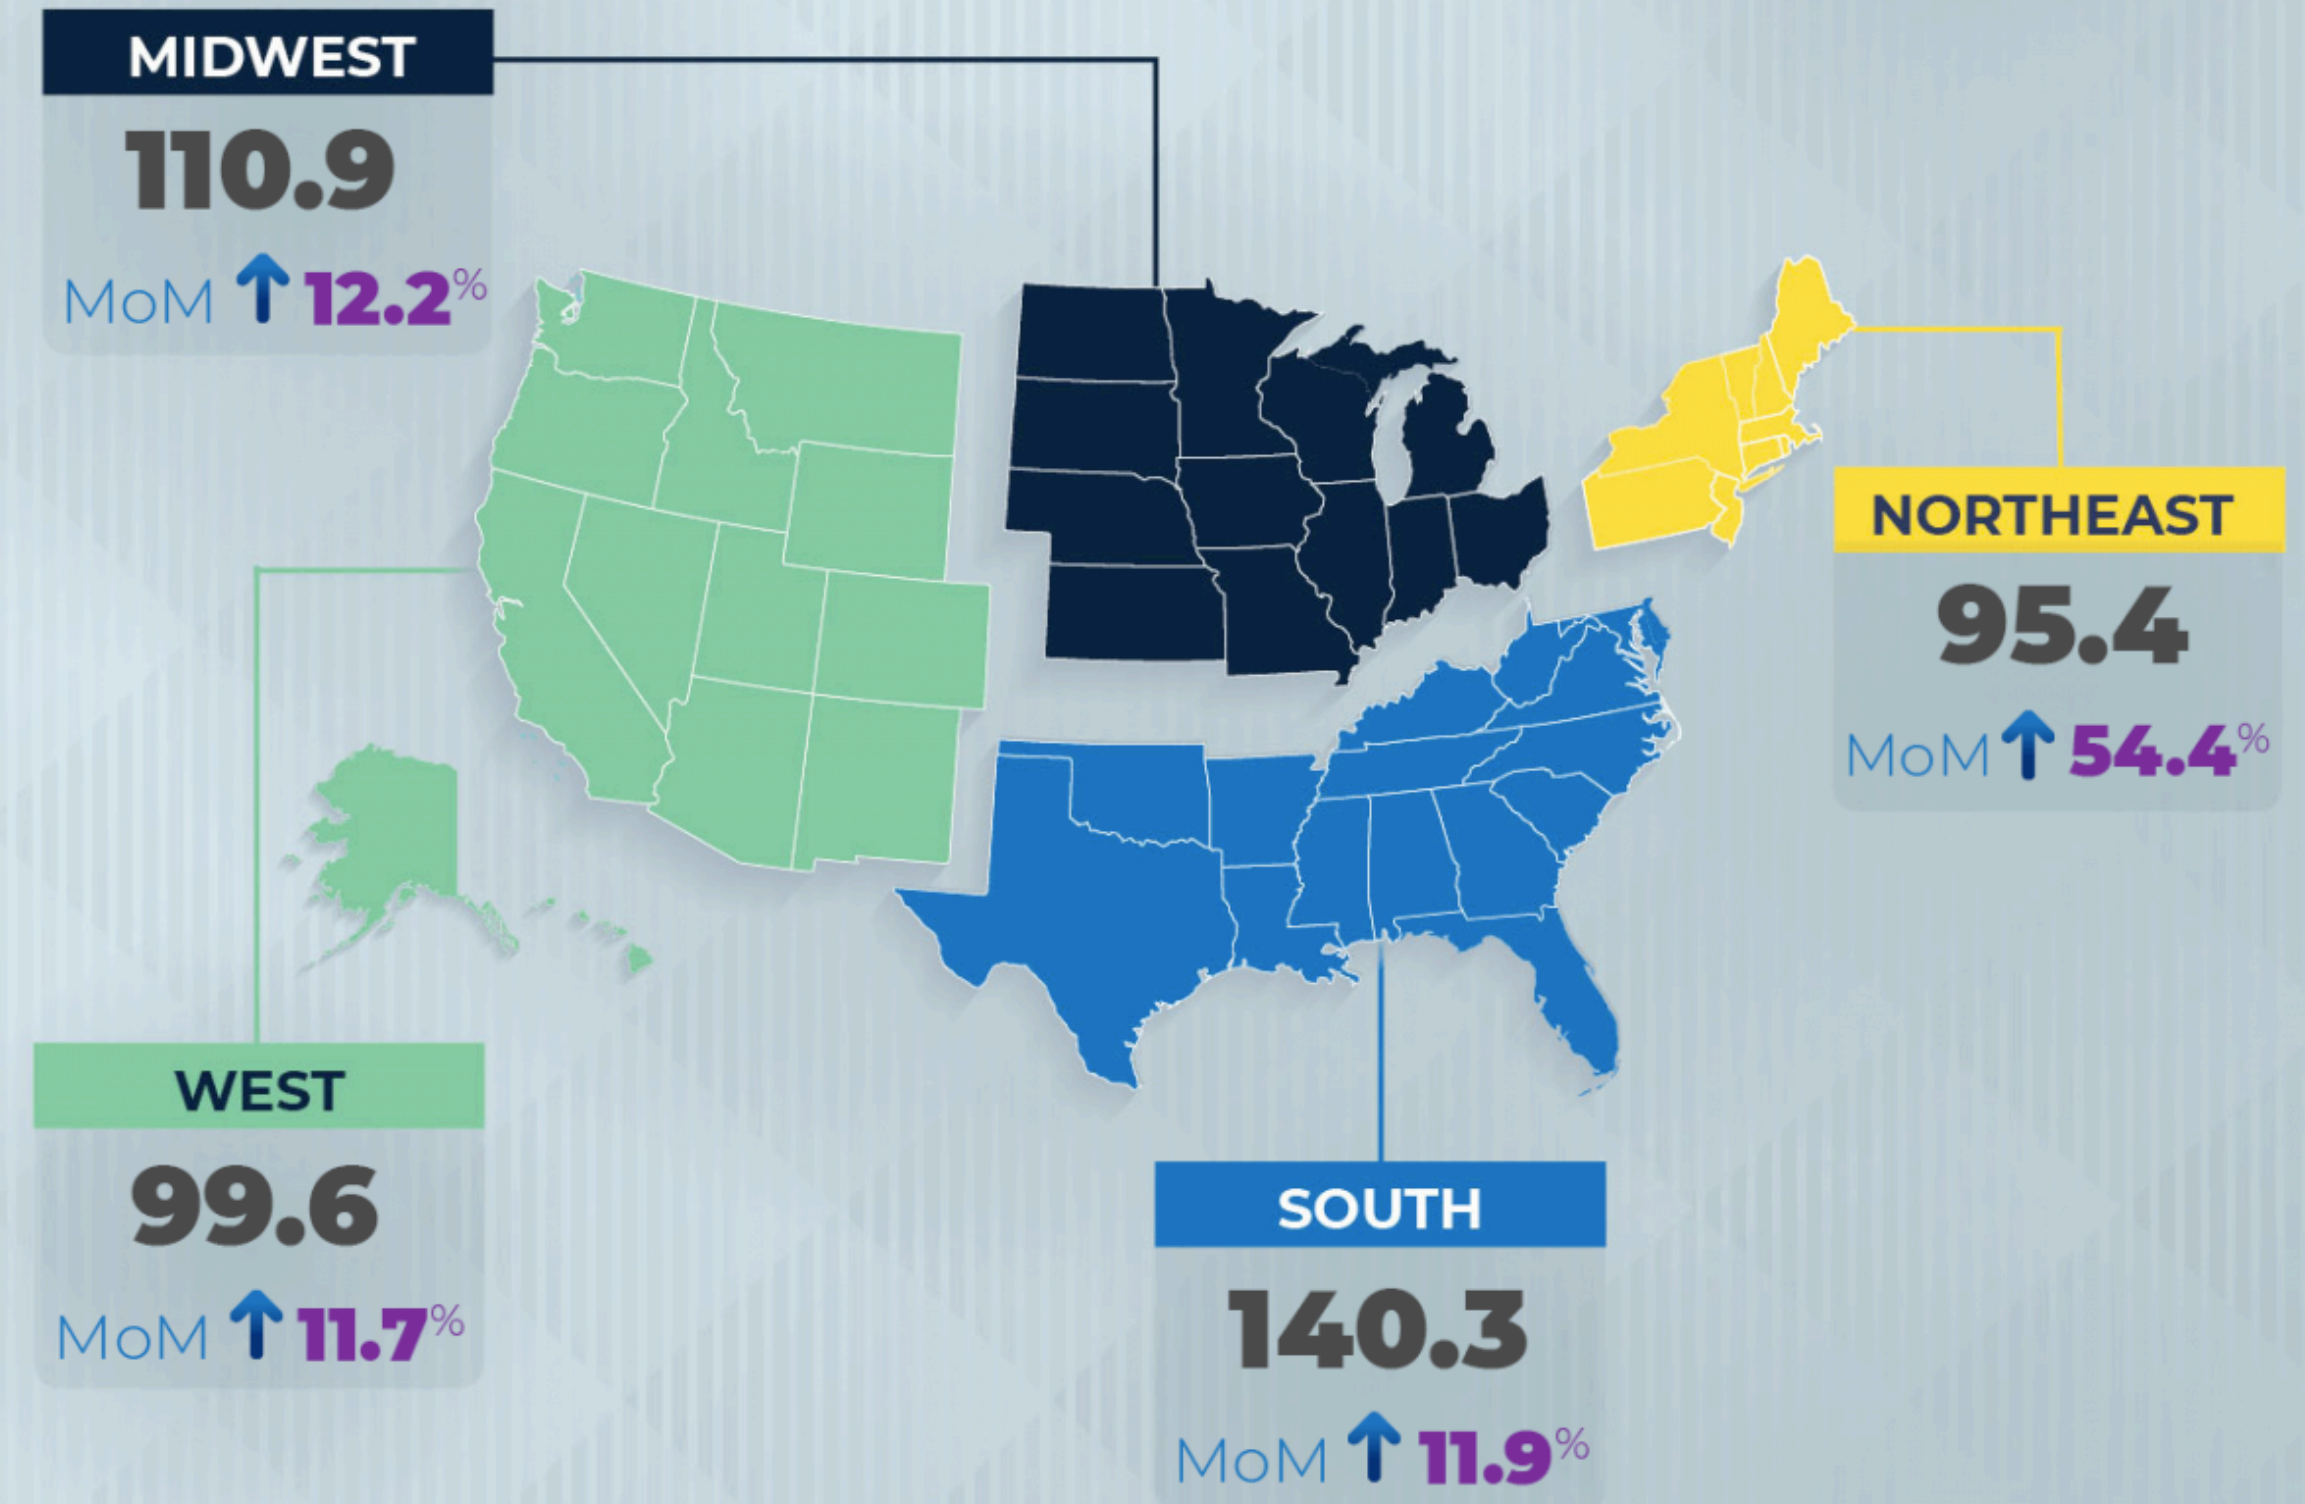 MIDWEST
110.9
MoM ↑ 12.2%
NORTHEAST
95.4
MoM ↑ 54.4%
WEST
99.6
MoM ↑ 11.7%
SOUTH
140.3
MoM ↑ 11.9%